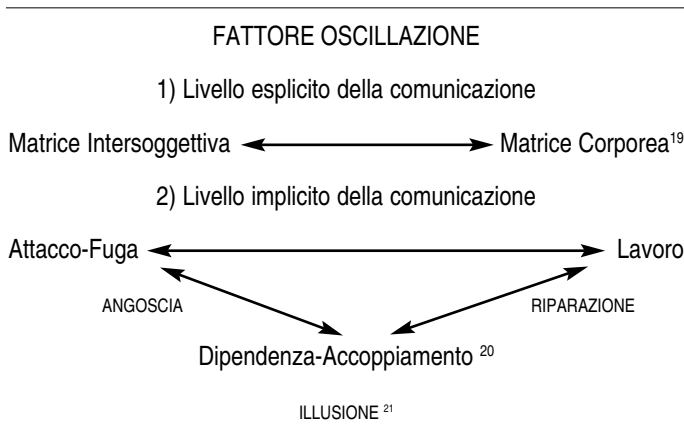 FATTORE OSCILLAZIONE
1) Livello esplicito della comunicazione
Matrice Intersoggettiva Matrice Corporea¹⁹
2) Livello implicito della comunicazione
Attacco-Fuga Lavoro
ANGOSCIA RIPARAZIONE
Dipendenza-Accoppiamento ²⁰
ILLUSIONE ²¹